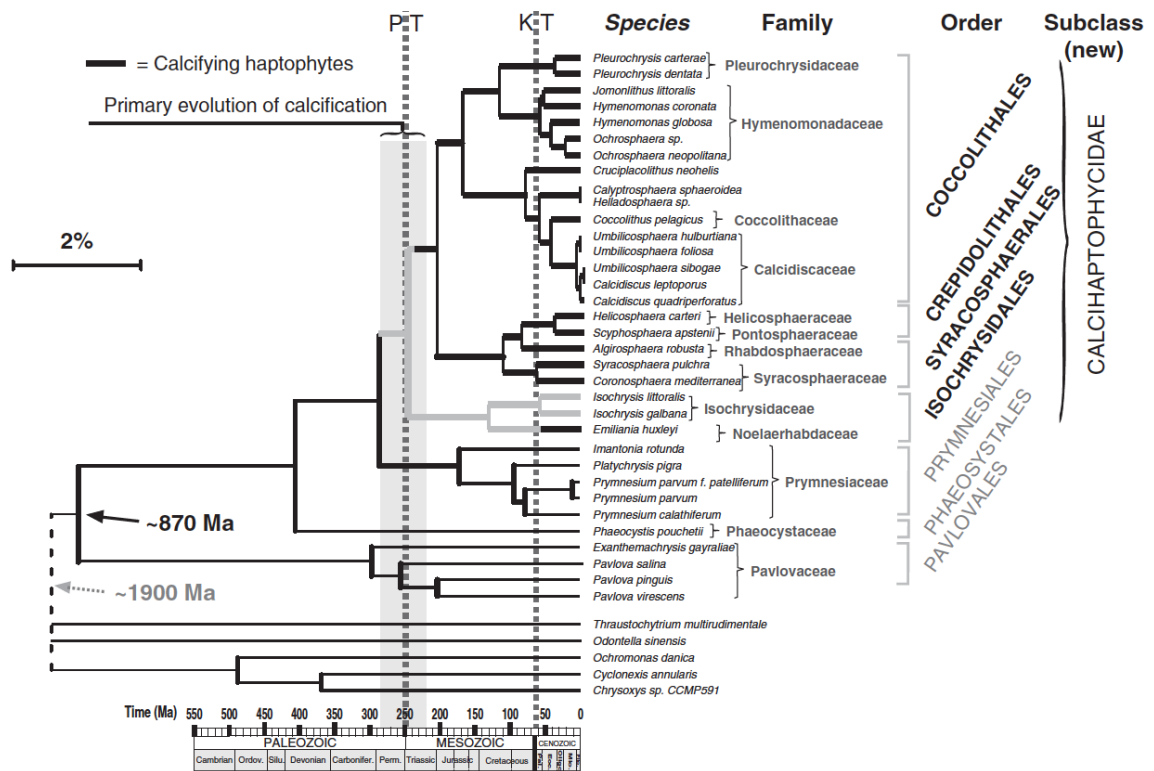 P T
K T
Species
Family
Order
Subclass
(new)
= Calcifying haptophytes
Primary evolution of calcification
2%
~870 Ma
~1900 Ma
Pleurochrysis carterae
Pleurochrysis dentata
Pleurochrysidaceae
Jomonlithus littoralis
Hymenomonas coronata
Hymenomonas globosa
Ochrosphaera sp.
Ochrosphaera neopolitana
Hymenomonadaceae
Cruciplacolithus neohelis
Calyptrosphaera sphaeroidea
Helladosphaera sp.
Coccolithus pelagicus
Coccolithaceae
Umbilicosphaera hulburtiana
Umbilicosphaera foliosa
Umbilicosphaera sibogae
Calcidiscus leptoporus
Calcidiscus quadriperforatus
Calcidiscaceae
Helicosphaera carteri
Helicosphaeraceae
Scyphosphaera apstenii
Pontosphaeraceae
Algirosphaera robusta
Rhabdosphaeraceae
Syracosphaera pulchra
Coronosphaera mediterranea
Syracosphaeraceae
Isochrysis littoralis
Isochrysis galbana
Isochrysidaceae
Emiliania huxleyi
Noelaerhabdaceae
Imantonia rotunda
Platychrysis pigra
Prymnesium parvum f. patelliferum
Prymnesium parvum
Prymnesium calathiferum
Prymnesiaceae
Phaeocystis pouchetii
Phaeocystaceae
Exanthemachrysis gayraliae
Pavlova salina
Pavlova pinguis
Pavlova virescens
Pavlovaceae
Thraustochytrium multirudimentale
Odontella sinensis
Ochromonas danica
Cyclonexis annularis
Chrysoxys sp. CCMP591
COCCOLITHALES
CREPIDOLITHALES
SYRACOSPHAERALES
ISOCHRYSIDALES
PRYMNESIALES
PHAEOSYSTALES
PAVLOVALES
CALCIHAPTOPHYCIDAE
Time (Ma) 550 500 450 400 350 300 250 200 150 100 50 0
PALEOZOIC MESOZOIC CENOZOIC
Cambrian Ordov. Silu. Devonian Carbonifer. Perm. Triassic Jurassic Cretaceous